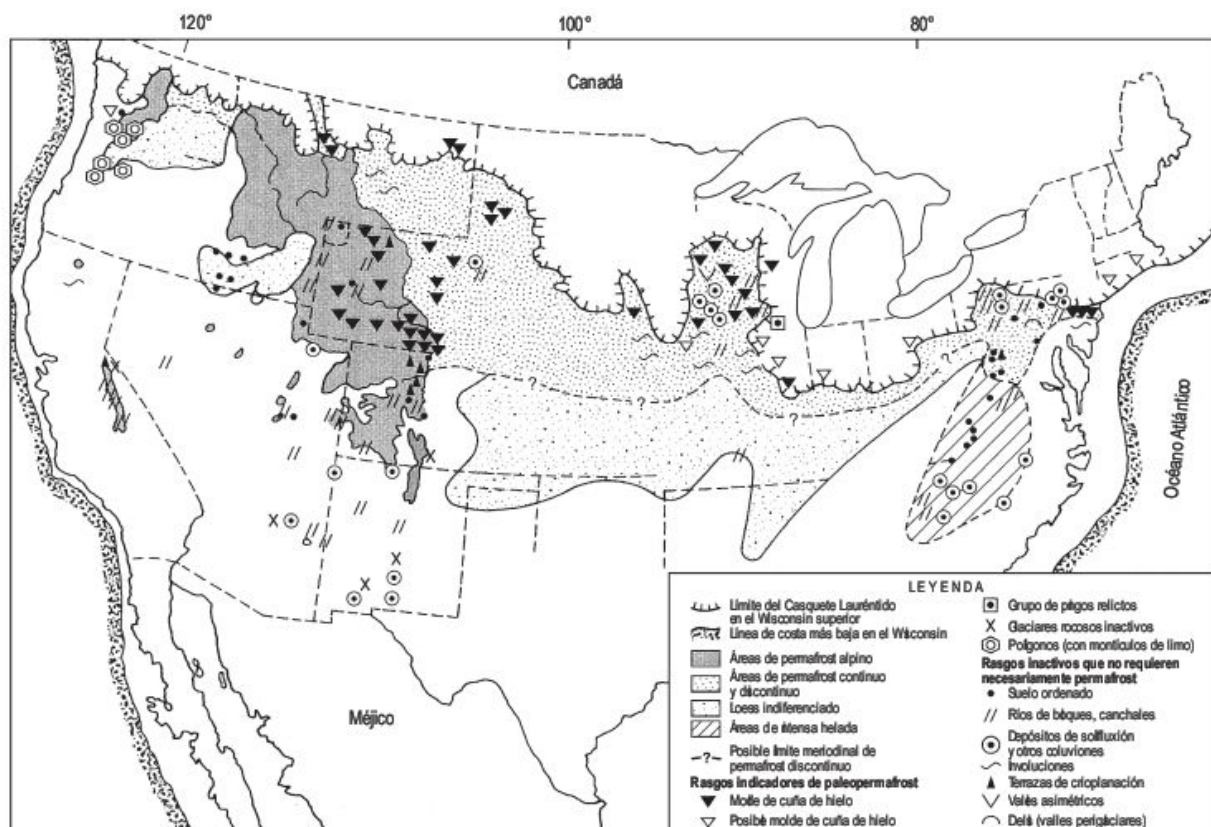 120°
100°
80°
Canadá
Océano Atlántico
Méjico
LEYENDA
Límite del Casquete Lauréntido
en el Wisconsin superior
Línea de costa más baja en el Wisconsin
Áreas de permafrost alpino
Áreas de permafrost continuo
y discontinuo
Loess indiferenciado
Áreas de intensa helada
?
?
?
- ? - Posible límite meriodinal de
permafrost discontinuo
Rasgos indicadores de paleopermafrost
Molde de cuña de hielo
Posible molde de cuña de hielo
Grupo de pingos relictos
X Glaciares rocosos inactivos
Polígonos (con montículos de limo)
Rasgos inactivos que no requieren
necesariamente permafrost
Suelo ordenado
// Ríos de bloques, canchales
Depósitos de solifluxión
y otros coluviones
Involuciones
Terrazas de crioplanación
Valles asimétricos
Dells (valles periglaciares)